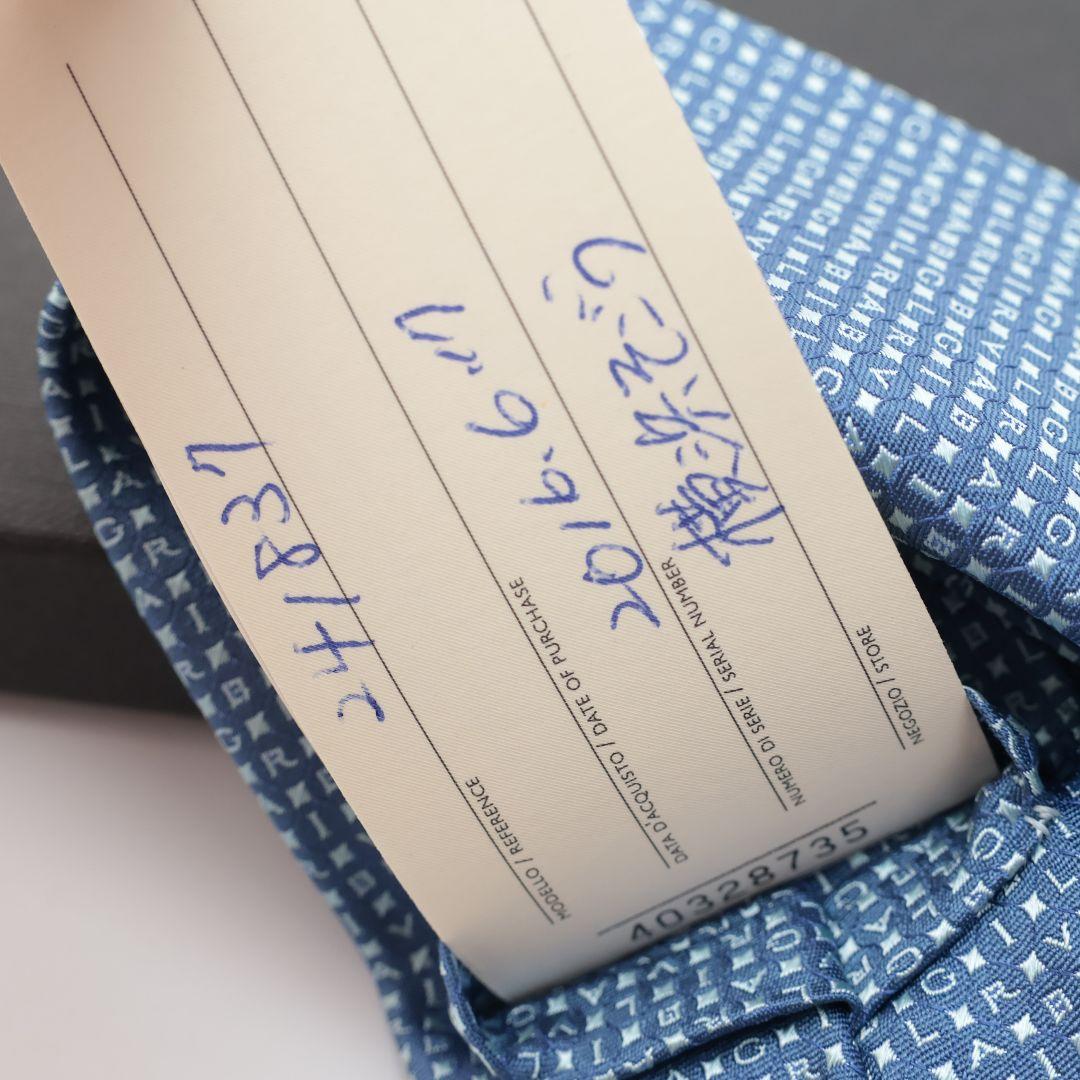 241837
MODELLO / REFERENCE
2016.6
DATA D'ACQUISTO / DATE OF PURCHASE
NUMERO DI SERIE / SERIAL NUMBER
横浜そごう
NEGOZIO / STORE
40328735